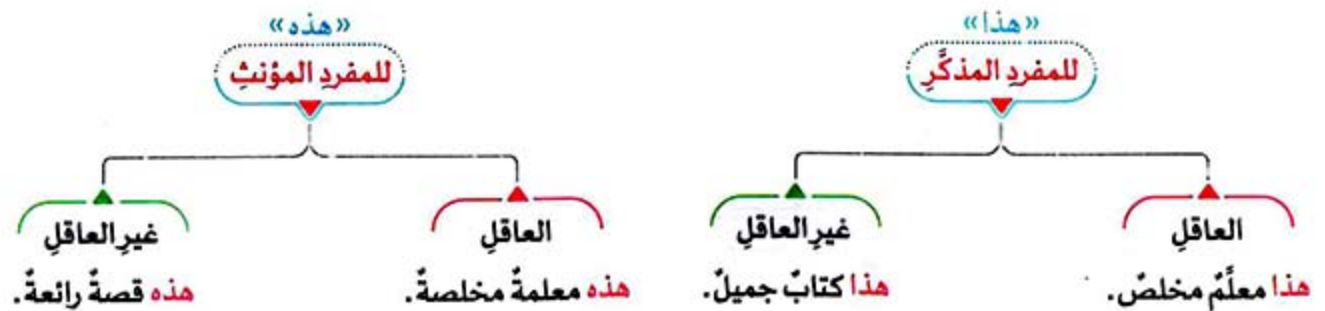 «هذا»
للمفردِ المذكَّرِ
العاقلِ
هذا معلَّمٌ مخلصٌ.
غيرِ العاقلِ
هذا كتابٌ جميلٌ.
«هذه»
للمفردِ المؤنثِ
العاقلِ
هذه معلمةٌ مخلصةٌ.
غيرِ العاقلِ
هذه قصةٌ رائعةٌ.